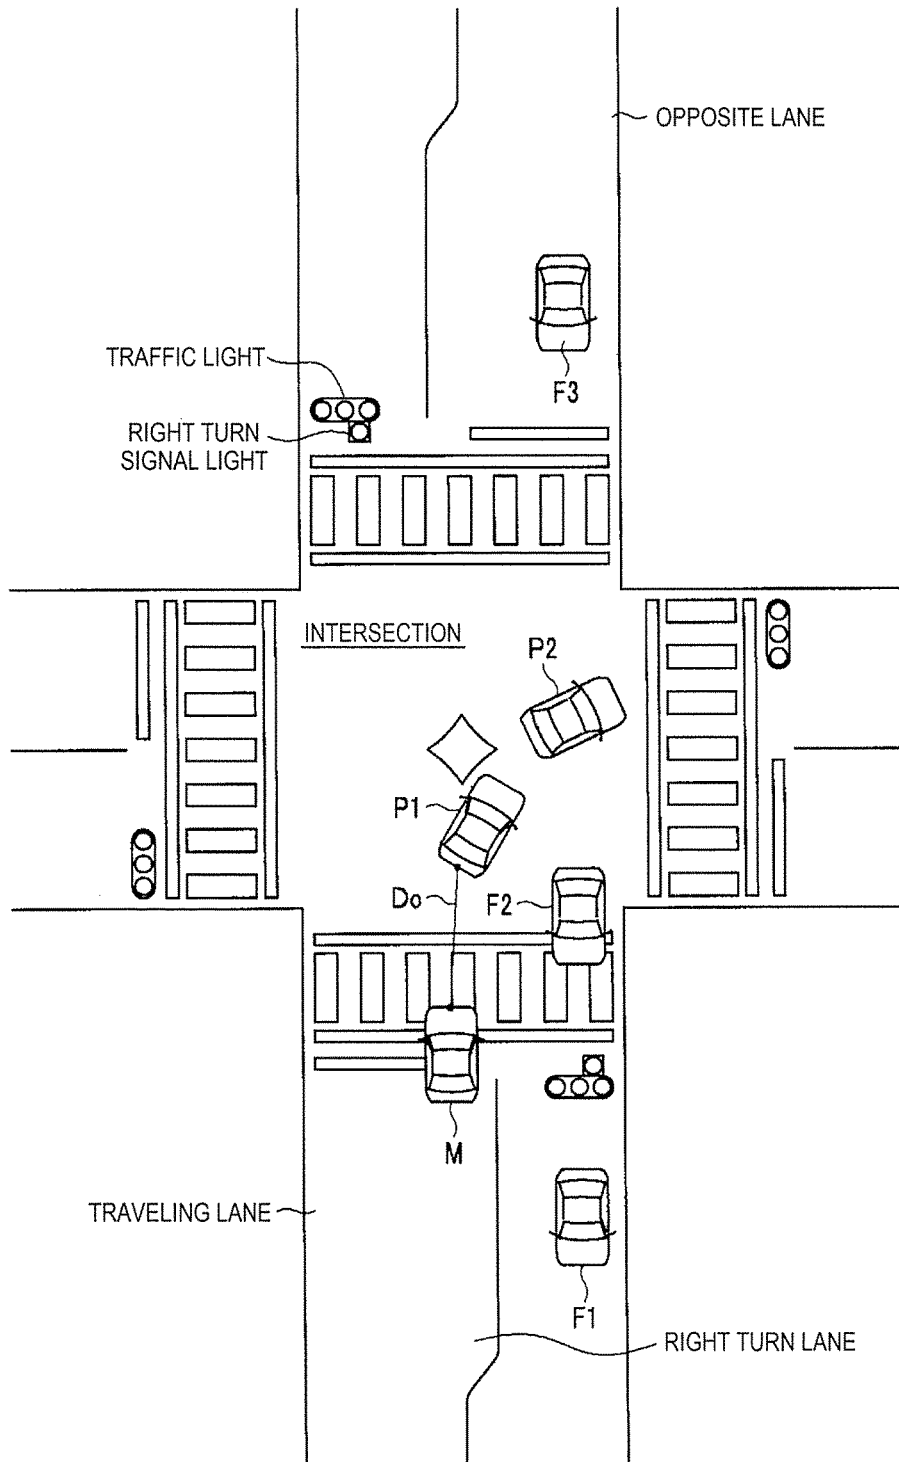 OPPOSITE LANE
TRAFFIC LIGHT
F3
RIGHT TURN
SIGNAL LIGHT
INTERSECTION
P2
P1
Do
F2
M
TRAVELING LANE
F1
RIGHT TURN LANE